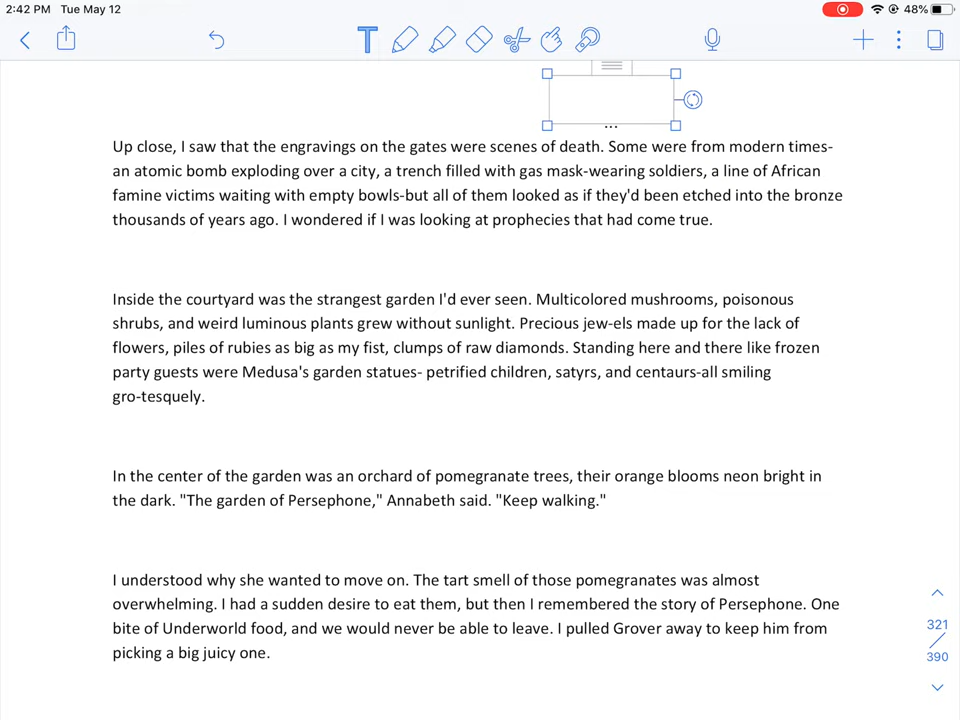 2:42 PM Tue May 12
48%
T
Up close, I saw that the engravings on the gates were scenes of death. Some were from modern times-
an atomic bomb exploding over a city, a trench filled with gas mask-wearing soldiers, a line of African
famine victims waiting with empty bowls-but all of them looked as if they'd been etched into the bronze
thousands of years ago. I wondered if I was looking at prophecies that had come true.
Inside the courtyard was the strangest garden I'd ever seen. Multicolored mushrooms, poisonous
shrubs, and weird luminous plants grew without sunlight. Precious jew-els made up for the lack of
flowers, piles of rubies as big as my fist, clumps of raw diamonds. Standing here and there like frozen
party guests were Medusa's garden statues- petrified children, satyrs, and centaurs-all smiling
gro-tesquely.
In the center of the garden was an orchard of pomegranate trees, their orange blooms neon bright in
the dark. "The garden of Persephone," Annabeth said. "Keep walking."
I understood why she wanted to move on. The tart smell of those pomegranates was almost
overwhelming. I had a sudden desire to eat them, but then I remembered the story of Persephone. One
bite of Underworld food, and we would never be able to leave. I pulled Grover away to keep him from
picking a big juicy one.
321
390